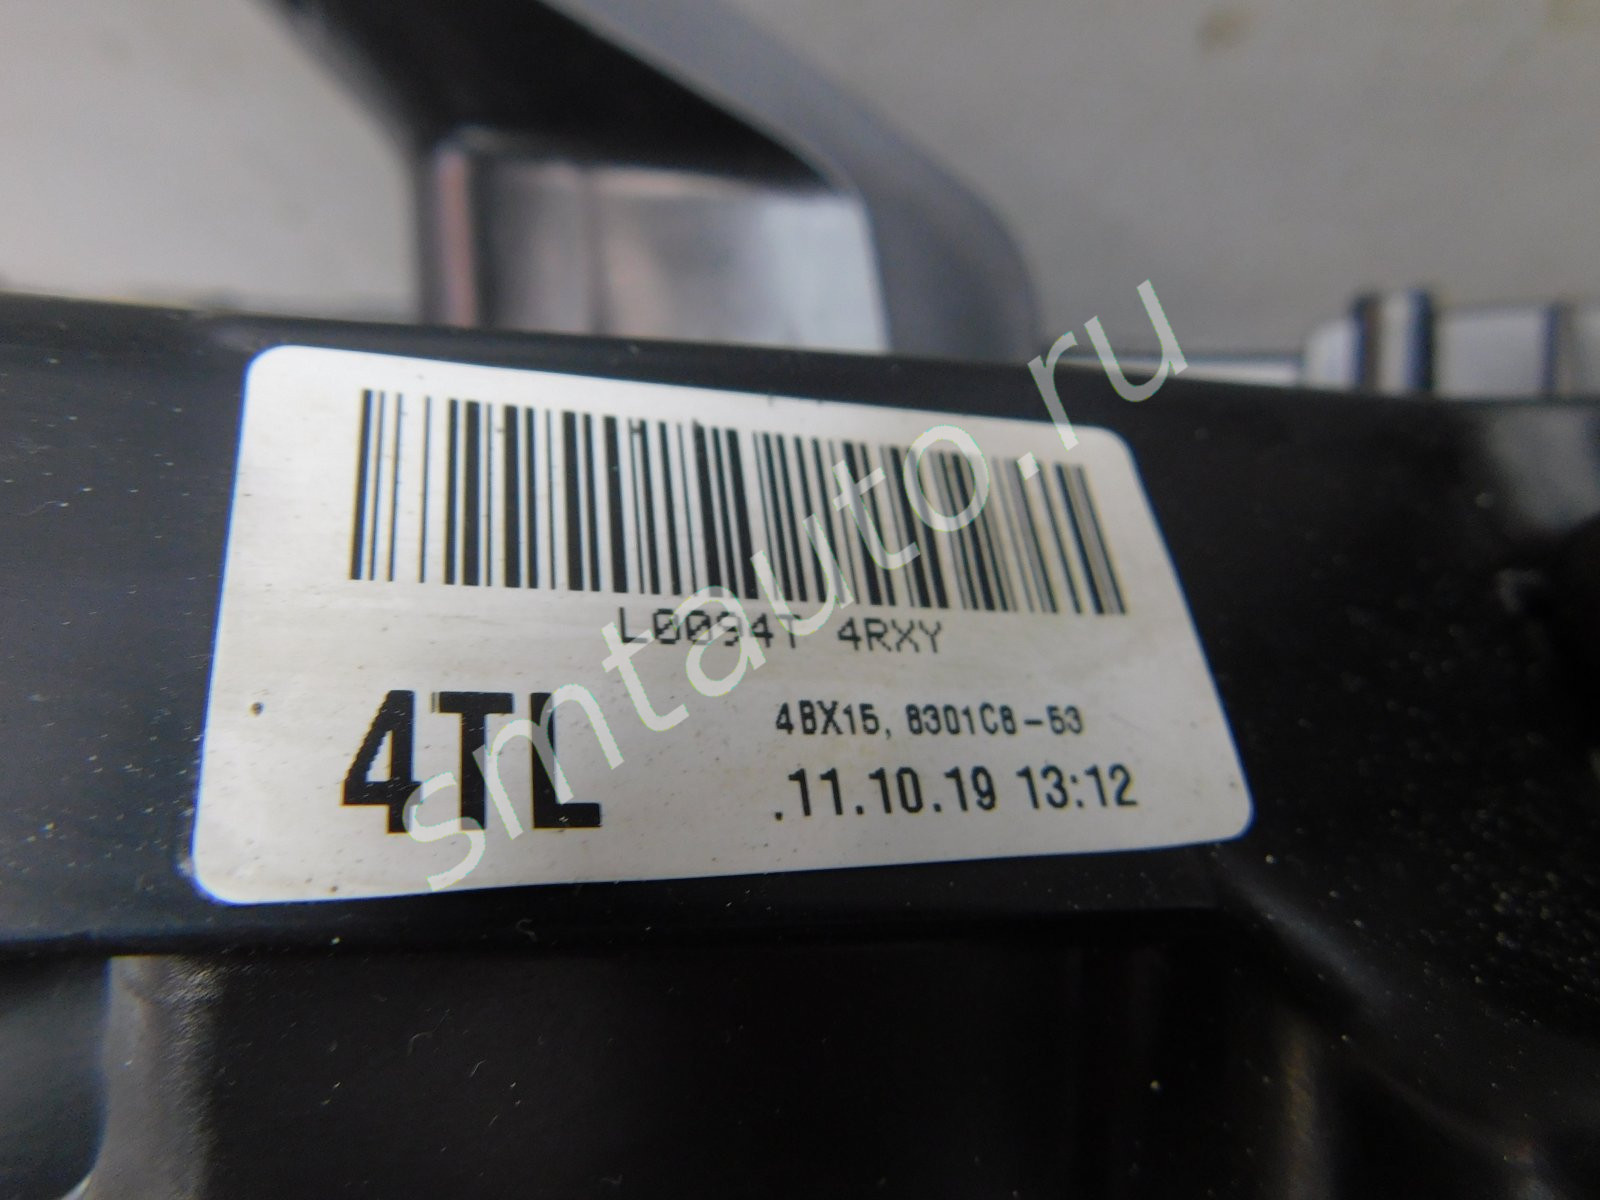 L0094T 4RXY
4TL
4BX15, 8301C8-53
.11.10.19 13:12
smtauto.ru